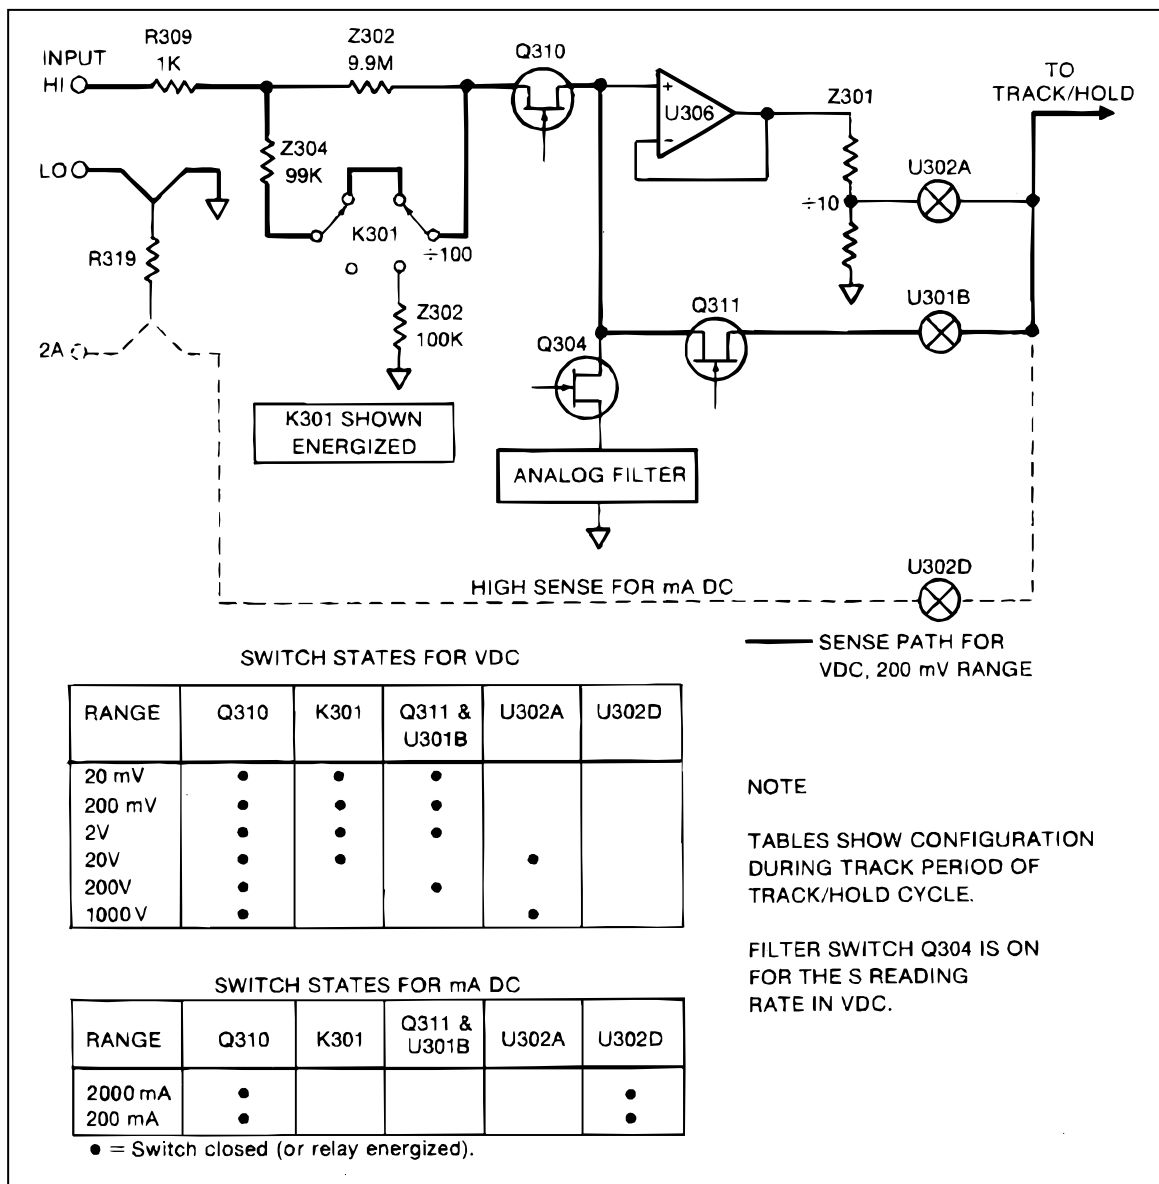 INPUT
HI
R309
1K
Z302
9.9M
Q310
U306
+
-
Z301
TO
TRACK/HOLD
LO
Z304
99K
K301
÷100
÷10
U302A
R319
Z302
100K
Q304
Q311
U301B
2A
K301 SHOWN
ENERGIZED
ANALOG FILTER
HIGH SENSE FOR mA DC
U302D
SENSE PATH FOR
VDC, 200 mV RANGE
SWITCH STATES FOR VDC
RANGE Q310 K301 Q311 & U302A U302D
U301B
20 mV • • •
200 mV • • •
2V • • •
20V • • •
200V • •
1000 V • •
NOTE
TABLES SHOW CONFIGURATION
DURING TRACK PERIOD OF
TRACK/HOLD CYCLE.
FILTER SWITCH Q304 IS ON
FOR THE S READING
RATE IN VDC.
SWITCH STATES FOR mA DC
RANGE Q310 K301 Q311 & U302A U302D
U301B
2000 mA • •
200 mA • •
• = Switch closed (or relay energized).